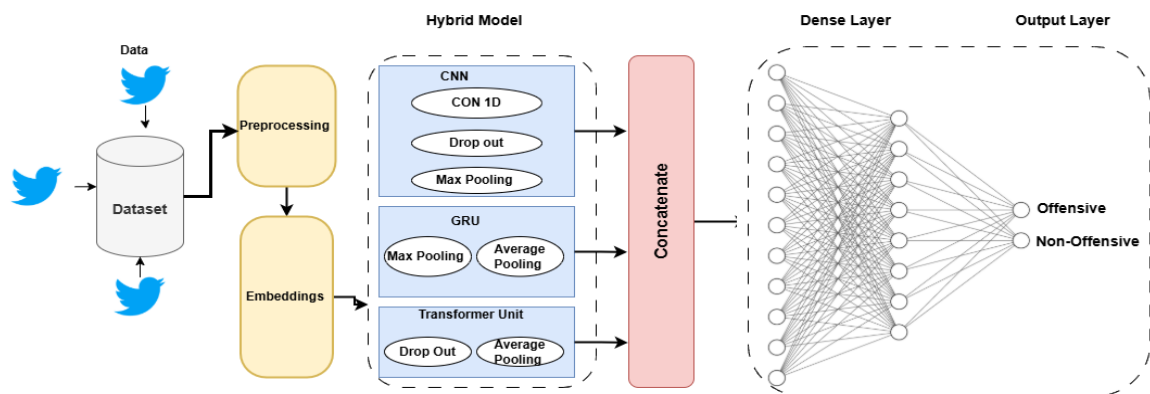 Hybrid Model
Dense Layer
Output Layer
Data
Dataset
Preprocessing
Embeddings
CNN
CON 1D
Drop out
Max Pooling
GRU
Max Pooling
Average
Pooling
Transformer Unit
Drop Out
Average
Pooling
Concatenate
Offensive
Non-Offensive